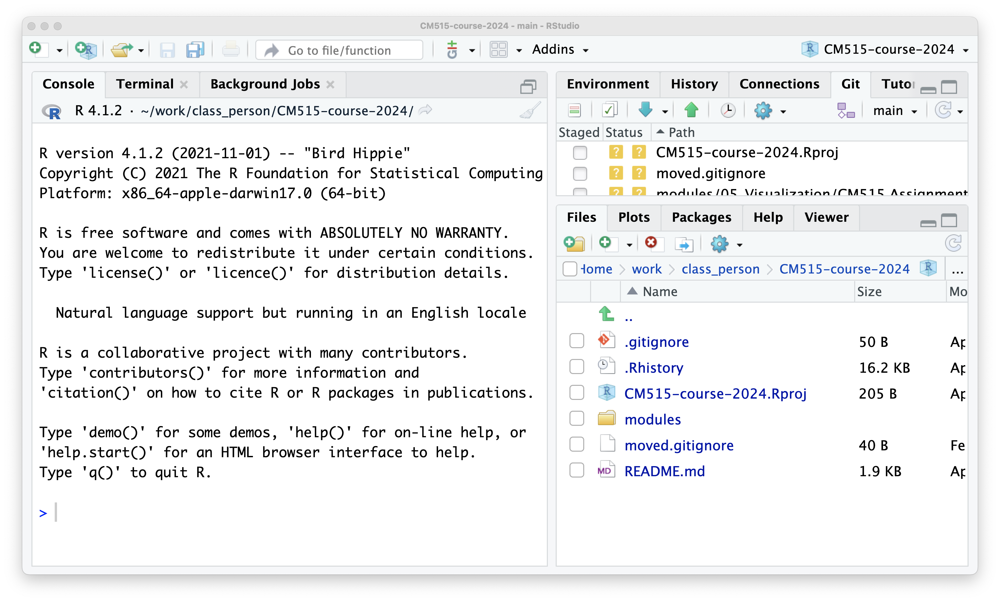 CM515-course-2024 - main - RStudio
Go to file/function
Addins
CM515-course-2024
Console
Terminal
Background Jobs
R 4.1.2 · ~/work/class_person/CM515-course-2024/
R version 4.1.2 (2021-11-01) -- "Bird Hippie"
Copyright (C) 2021 The R Foundation for Statistical Computing
Platform: x86_64-apple-darwin17.0 (64-bit)
R is free software and comes with ABSOLUTELY NO WARRANTY.
You are welcome to redistribute it under certain conditions.
Type 'license()' or 'licence()' for distribution details.
Natural language support but running in an English locale
R is a collaborative project with many contributors.
Type 'contributors()' for more information and
'citation()' on how to cite R or R packages in publications.
Type 'demo()' for some demos, 'help()' for on-line help, or
'help.start()' for an HTML browser interface to help.
Type 'q()' to quit R.
>
Environment History Connections Git Tutor
main
Staged Status Path
? ? CM515-course-2024.Rproj
? ? moved.gitignore
? ? modules/05_Visualization/CM515_Assignment
Files Plots Packages Help Viewer
Home > work > class_person > CM515-course-2024 ...
Name Size Mo
..
.gitignore 50 B Ap
.Rhistory 16.2 KB Ap
CM515-course-2024.Rproj 205 B Ap
modules
moved.gitignore 40 B Fe
README.md 1.9 KB Ap